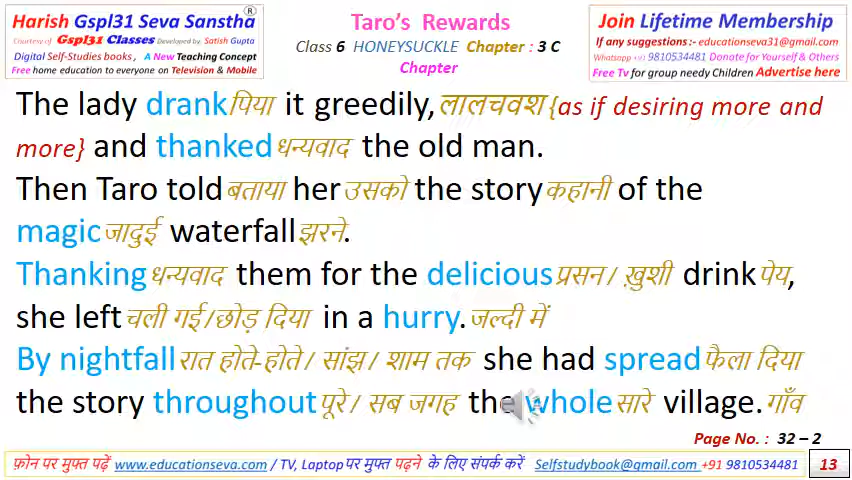 Harish Gspl31 Seva Sanstha®
Courtesy of Gspl31 Classes Developed by Satish Gupta
Digital Self-Studies books, A New Teaching Concept
Free home education to everyone on Television & Mobile
Taro's Rewards
Class 6 HONEYSUCKLE Chapter : 3 C
Chapter
Join Lifetime Membership
If any suggestions :- educationseva31@gmail.com
Whatsapp +91 9810534481 Donate for Yourself & Others
Free Tv for group needy Children Advertise here
The lady drank पिया it greedily, लालचवश {as if desiring more and
more} and thanked धन्यवाद the old man.
Then Taro told बताया her उसको the story कहानी of the
magic जादुई waterfall झरने.
Thanking धन्यवाद them for the delicious प्रसन / ख़ुशी drink पेय,
she left चली गई /छोड़ दिया in a hurry. जल्दी में
By nightfall रात होते-होते / सांझ / शाम तक she had spread फैला दिया
the story throughout पूरे / सब जगह the whole सारे village. गाँव
Page No. : 32 – 2
फ़ोन पर मुफ्त पढ़ें www.educationseva.com / TV, Laptop पर मुफ्त पढ़ने के लिए संपर्क करें Selfstudybook@gmail.com +91 9810534481 13